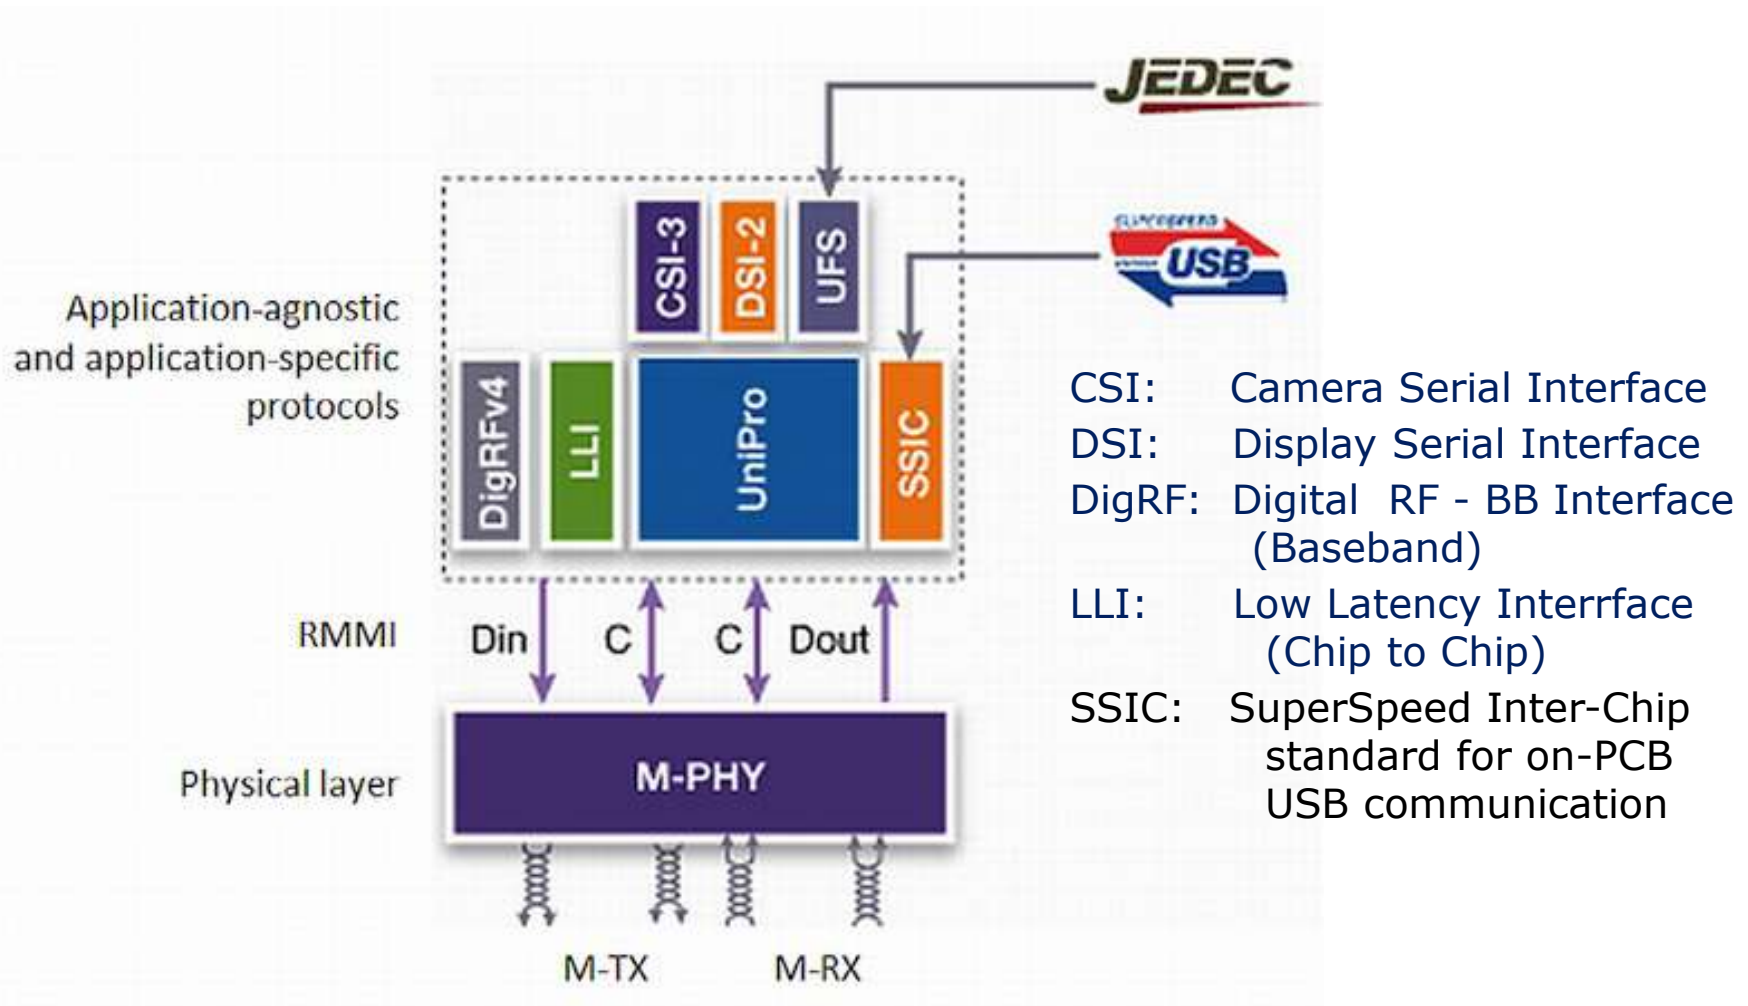 JEDEC
SUPERSPEED
USB
CSI-3
DSI-2
UFS
Application-agnostic
and application-specific
protocols
DigRFv4
LLI
UniPro
SSIC
CSI: Camera Serial Interface
DSI: Display Serial Interface
DigRF: Digital RF - BB Interface
(Baseband)
LLI: Low Latency Interrface
(Chip to Chip)
SSIC: SuperSpeed Inter-Chip
standard for on-PCB
USB communication
RMMI
Din
C
C
Dout
Physical layer
M-PHY
M-TX
M-RX